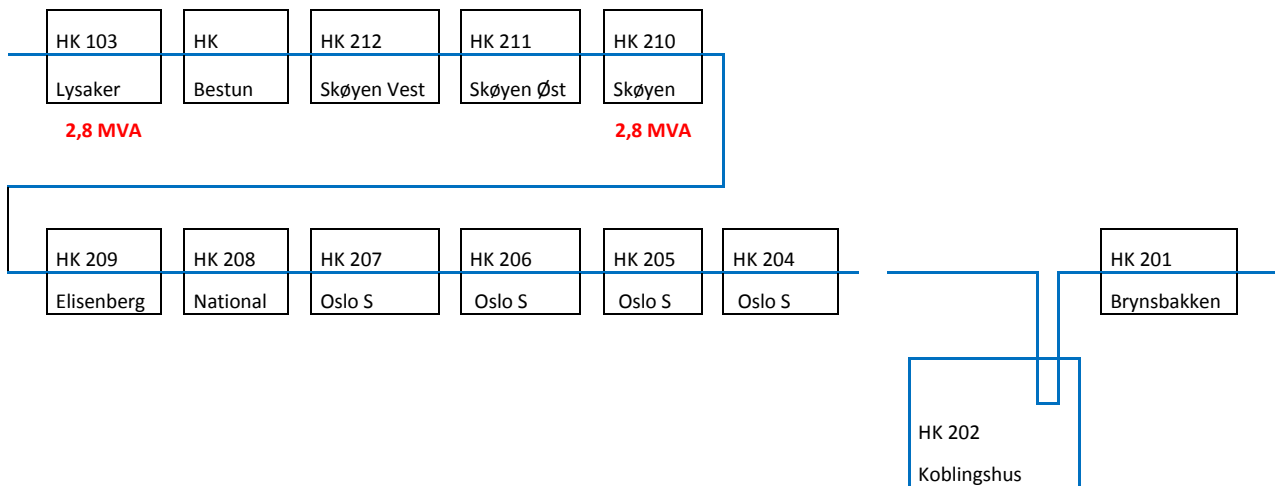 HK 103 HK HK 212 HK 211 HK 210
Lysaker Bestun Skøyen Vest Skøyen Øst Skøyen
2,8 MVA 2,8 MVA
HK 209 HK 208 HK 207 HK 206 HK 205 HK 204 HK 201
Elisenberg National Oslo S Oslo S Oslo S Oslo S Brynsbakken
HK 202
Koblingshus